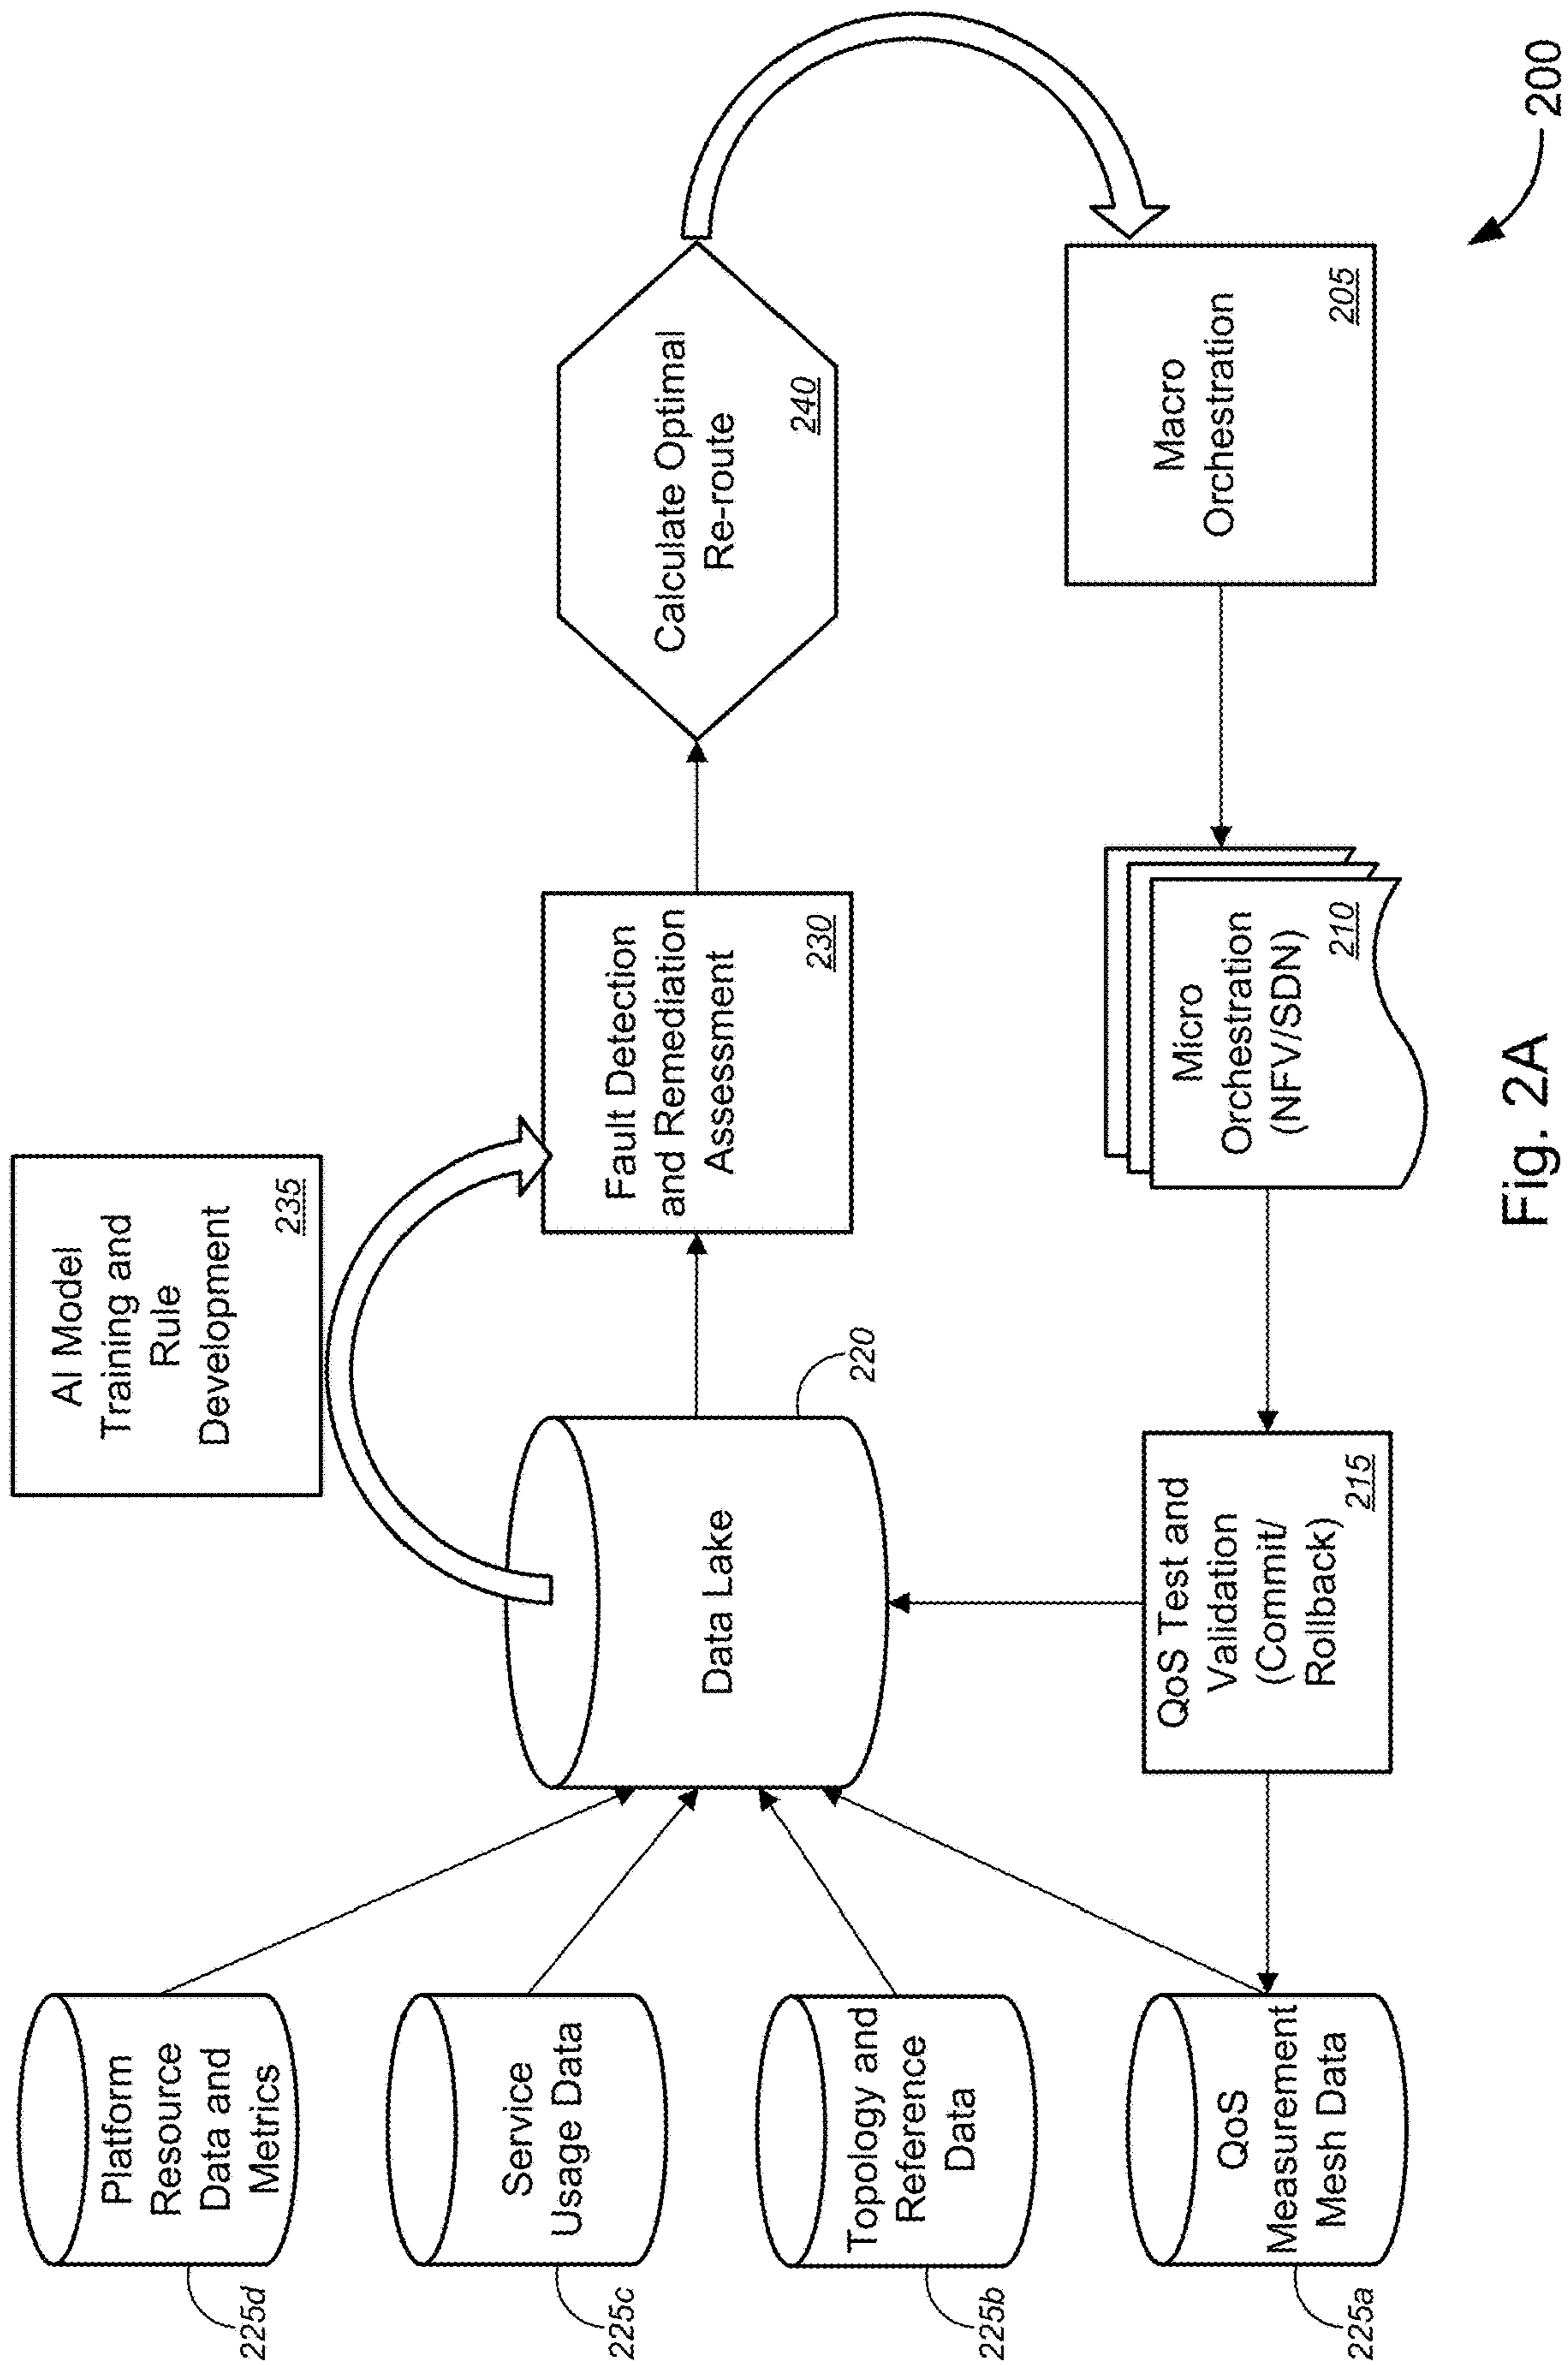 AI Model
Training and
Rule
Development
235
Platform
Resource
Data and
Metrics
225d
Service
Usage Data
225c
Topology and
Reference
Data
225b
QoS
Measurement
Mesh Data
225a
Data Lake
220
Fault Detection
and Remediation
Assessment
230
Calculate Optimal
Re-route
240
QoS Test and
Validation
(Commit/
Rollback)
215
Micro
Orchestration
(NFV/SDN)
210
Macro
Orchestration
205
200
Fig. 2A